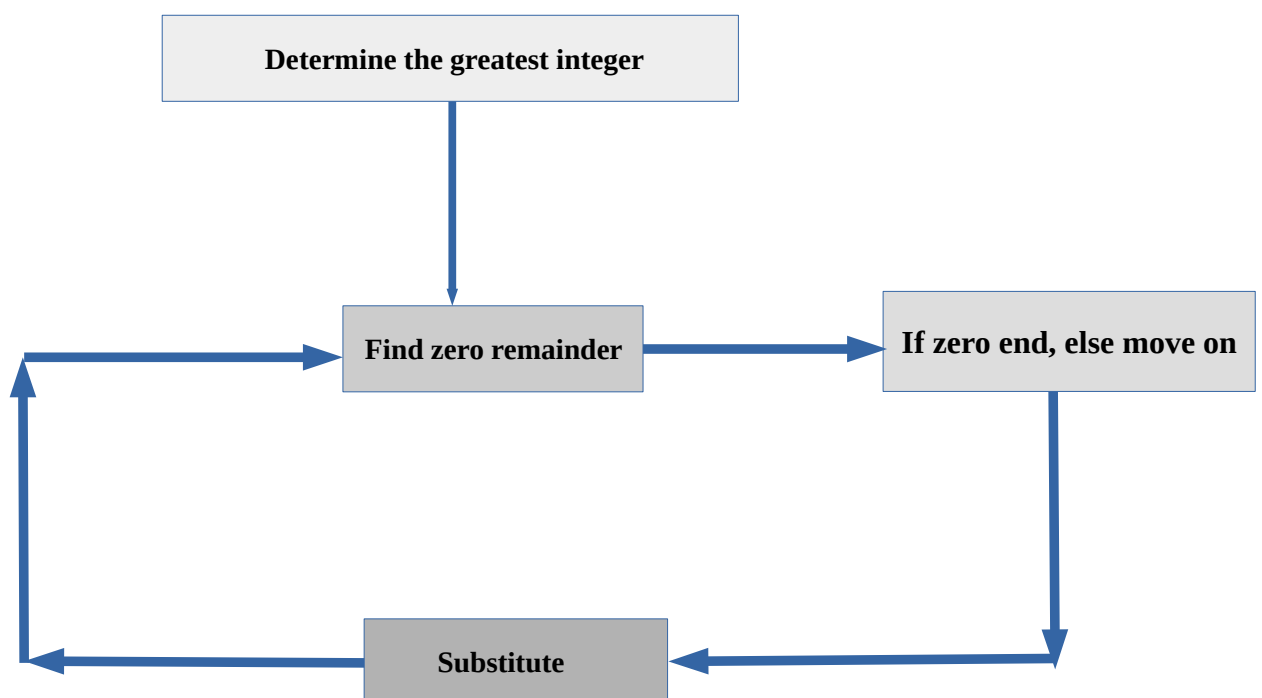 Determine the greatest integer
Find zero remainder
If zero end, else move on
Substitute